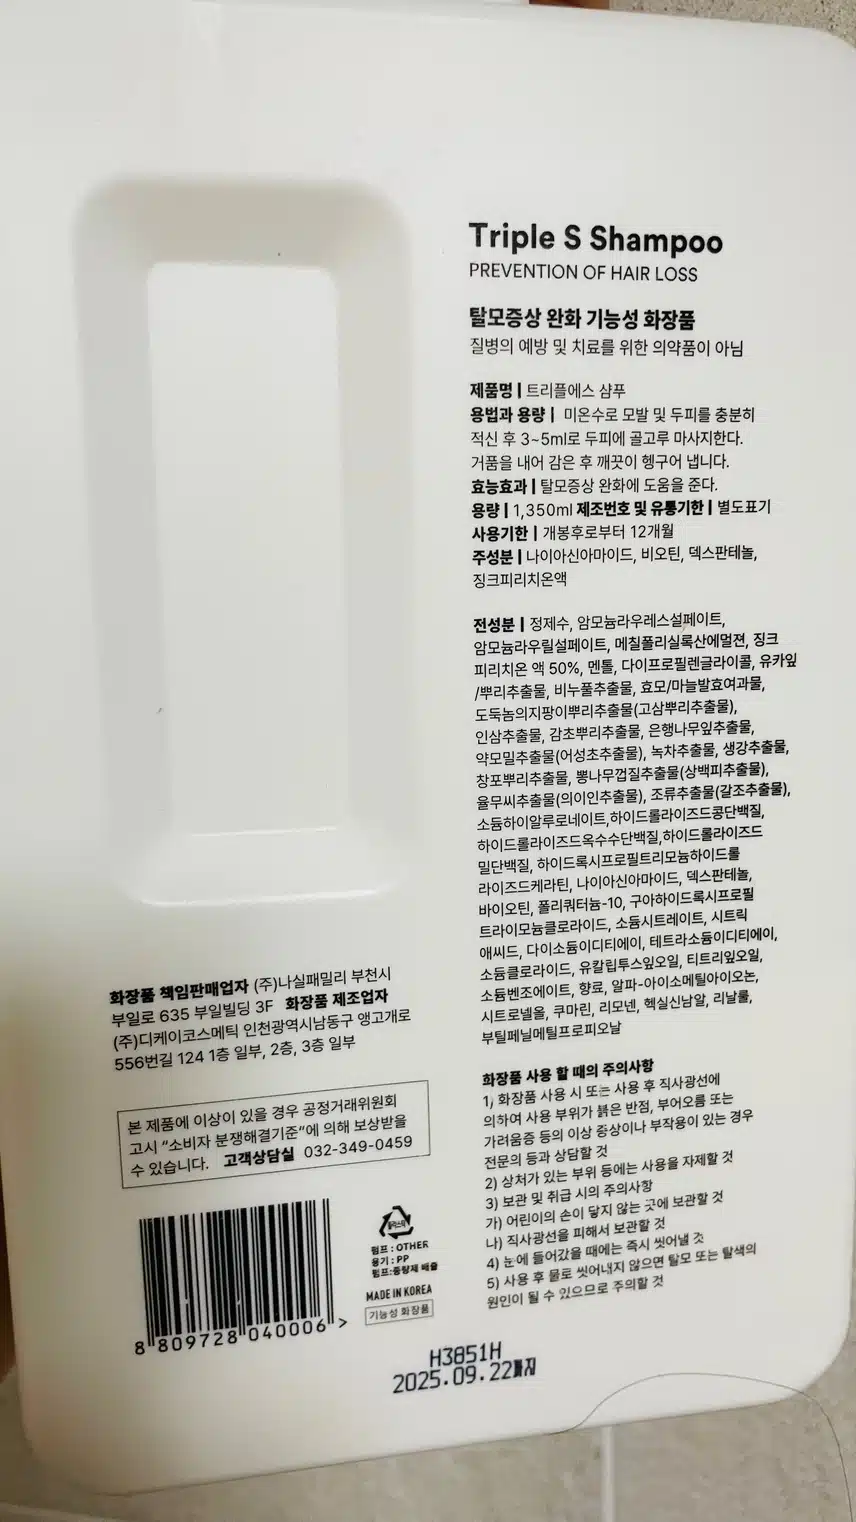 Triple S Shampoo
PREVENTION OF HAIR LOSS
탈모증상 완화 기능성 화장품
질병의 예방 및 치료를 위한 의약품이 아님
제품명 | 트리플에스 샴푸
용법과 용량 | 미온수로 모발 및 두피를 충분히
적신 후 3~5ml로 두피에 골고루 마사지한다.
거품을 내어 감은 후 깨끗이 헹구어 냅니다.
효능효과 | 탈모증상 완화에 도움을 준다.
용량 | 1,350ml 제조번호 및 유통기한 | 별도표기
사용기한 | 개봉후로부터 12개월
주성분 | 나이아신아마이드, 비오틴, 덱스판테놀,
징크피리치온액
전성분 | 정제수, 암모늄라우레스설페이트,
암모늄라우릴설페이트, 메칠폴리실록산에멀젼, 징크
피리치온 액 50%, 멘톨, 다이프로필렌글라이콜, 유카잎
/뿌리추출물, 비누풀추출물, 효모/마늘발효여과물,
도둑놈의지팡이뿌리추출물(고삼뿌리추출물),
인삼추출물, 감초뿌리추출물, 은행나무잎추출물,
약모밀추출물(어성초추출물), 녹차추출물, 생강추출물,
창포뿌리추출물, 뽕나무껍질추출물(상백피추출물),
율무씨추출물(의이인추출물), 조류추출물(갈조추출물),
소듐하이알루로네이트,하이드롤라이즈드콩단백질,
하이드롤라이즈드옥수수단백질,하이드롤라이즈드
밀단백질, 하이드록시프로필트리모늄하이드롤
라이즈드케라틴, 나이아신아마이드, 덱스판테놀,
바이오틴, 폴리쿼터늄-10, 구아하이드록시프로필
트라이모늄클로라이드, 소듐시트레이트, 시트릭
애씨드, 다이소듐이디티에이, 테트라소듐이디티에이,
소듐클로라이드, 유칼립투스잎오일, 티트리잎오일,
소듐벤조에이트, 향료, 알파-아이소메틸아이오논,
시트로넬올, 쿠마린, 리모넨, 헥실신남알, 리날룰,
부틸페닐메틸프로피오날
화장품 사용 할 때의 주의사항
1) 화장품 사용 시 또는 사용 후 직사광선에
의하여 사용 부위가 붉은 반점, 부어오름 또는
가려움증 등의 이상 증상이나 부작용이 있는 경우
전문의 등과 상담할 것
2) 상처가 있는 부위 등에는 사용을 자제할 것
3) 보관 및 취급 시의 주의사항
가) 어린이의 손이 닿지 않는 곳에 보관할 것
나) 직사광선을 피해서 보관할 것
4) 눈에 들어갔을 때에는 즉시 씻어낼 것
5) 사용 후 물로 씻어내지 않으면 탈모 또는 탈색의
원인이 될 수 있으므로 주의할 것
화장품 책임판매업자 (주)나실패밀리 부천시
부일로 635 부일빌딩 3F 화장품 제조업자
(주)디케이코스메틱 인천광역시남동구 앵고개로
556번길 124 1층 일부, 2층, 3층 일부
본 제품에 이상이 있을 경우 공정거래위원회
고시 "소비자 분쟁해결기준"에 의해 보상받을
수 있습니다. 고객상담실 032-349-0459
플라스틱
펌프 : OTHER
용기 : PP
펌프:종량제 배출
MADE IN KOREA
기능성 화장품
8 809728 040006 >
H3851H
2025.09.22까지